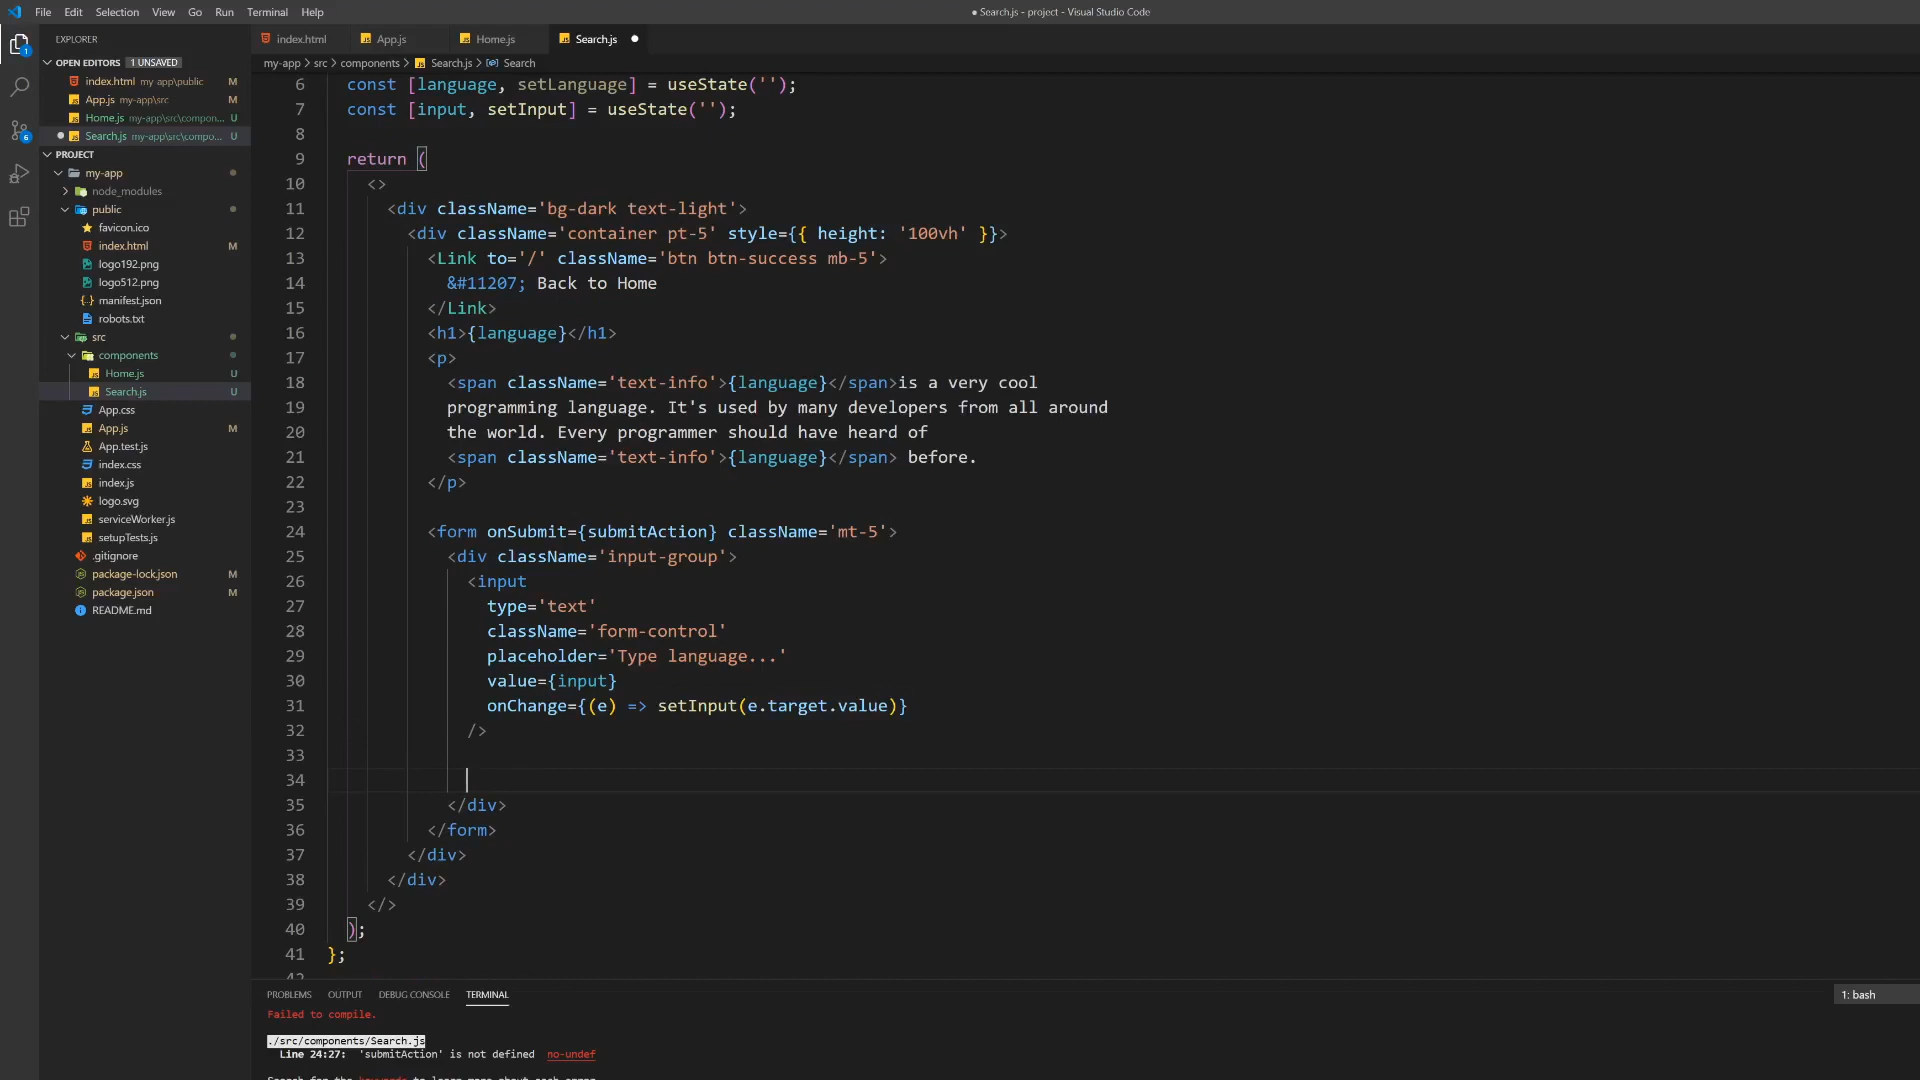 File Edit Selection View Go Run Terminal Help
● Search.js - project - Visual Studio Code
EXPLORER
OPEN EDITORS 1 UNSAVED
index.html my-app\public M
App.js my-app\src M
Home.js my-app\src\compon... U
Search.js my-app\src\compo... U
PROJECT
my-app
node_modules
public
favicon.ico
index.html M
logo192.png
logo512.png
manifest.json
robots.txt
src
components
Home.js U
Search.js U
App.css
App.js M
App.test.js
index.css
index.js
logo.svg
serviceWorker.js
setupTests.js
.gitignore
package-lock.json M
package.json M
README.md
index.html App.js Home.js Search.js
my-app > src > components > Search.js > Search
6 const [language, setLanguage] = useState('');
7 const [input, setInput] = useState('');
8
9 return (
10 <>
11 <div className='bg-dark text-light'>
12 <div className='container pt-5' style={{ height: '100vh' }}>
13 <Link to='/' className='btn btn-success mb-5'>
14 &#11207; Back to Home
15 </Link>
16 <h1>{language}</h1>
17 <p>
18 <span className='text-info'>{language}</span>is a very cool
19 programming language. It's used by many developers from all around
20 the world. Every programmer should have heard of
21 <span className='text-info'>{language}</span> before.
22 </p>
23
24 <form onSubmit={submitAction} className='mt-5'>
25 <div className='input-group'>
26 <input
27 type='text'
28 className='form-control'
29 placeholder='Type language...'
30 value={input}
31 onChange={(e) => setInput(e.target.value)}
32 />
33
34
35 </div>
36 </form>
37 </div>
38 </div>
39 </>
40 );
41 };
42
PROBLEMS OUTPUT DEBUG CONSOLE TERMINAL
1: bash
Failed to compile.
./src/components/Search.js
Line 24:27: 'submitAction' is not defined no-undef
Search for the keywords to learn more about each error.